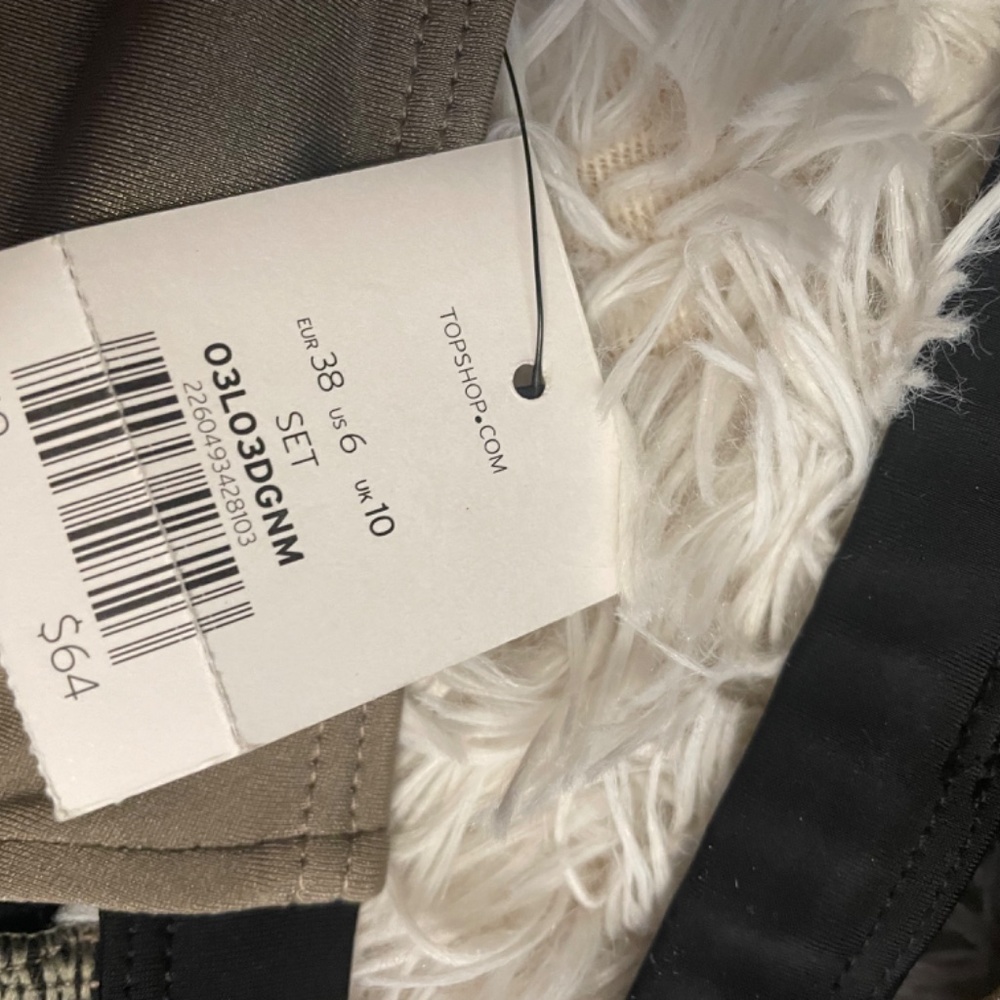 TOPSHOP.COM
EUR 38 US 6 UK 10
SET
03L03DGNM
2260493428103
$64